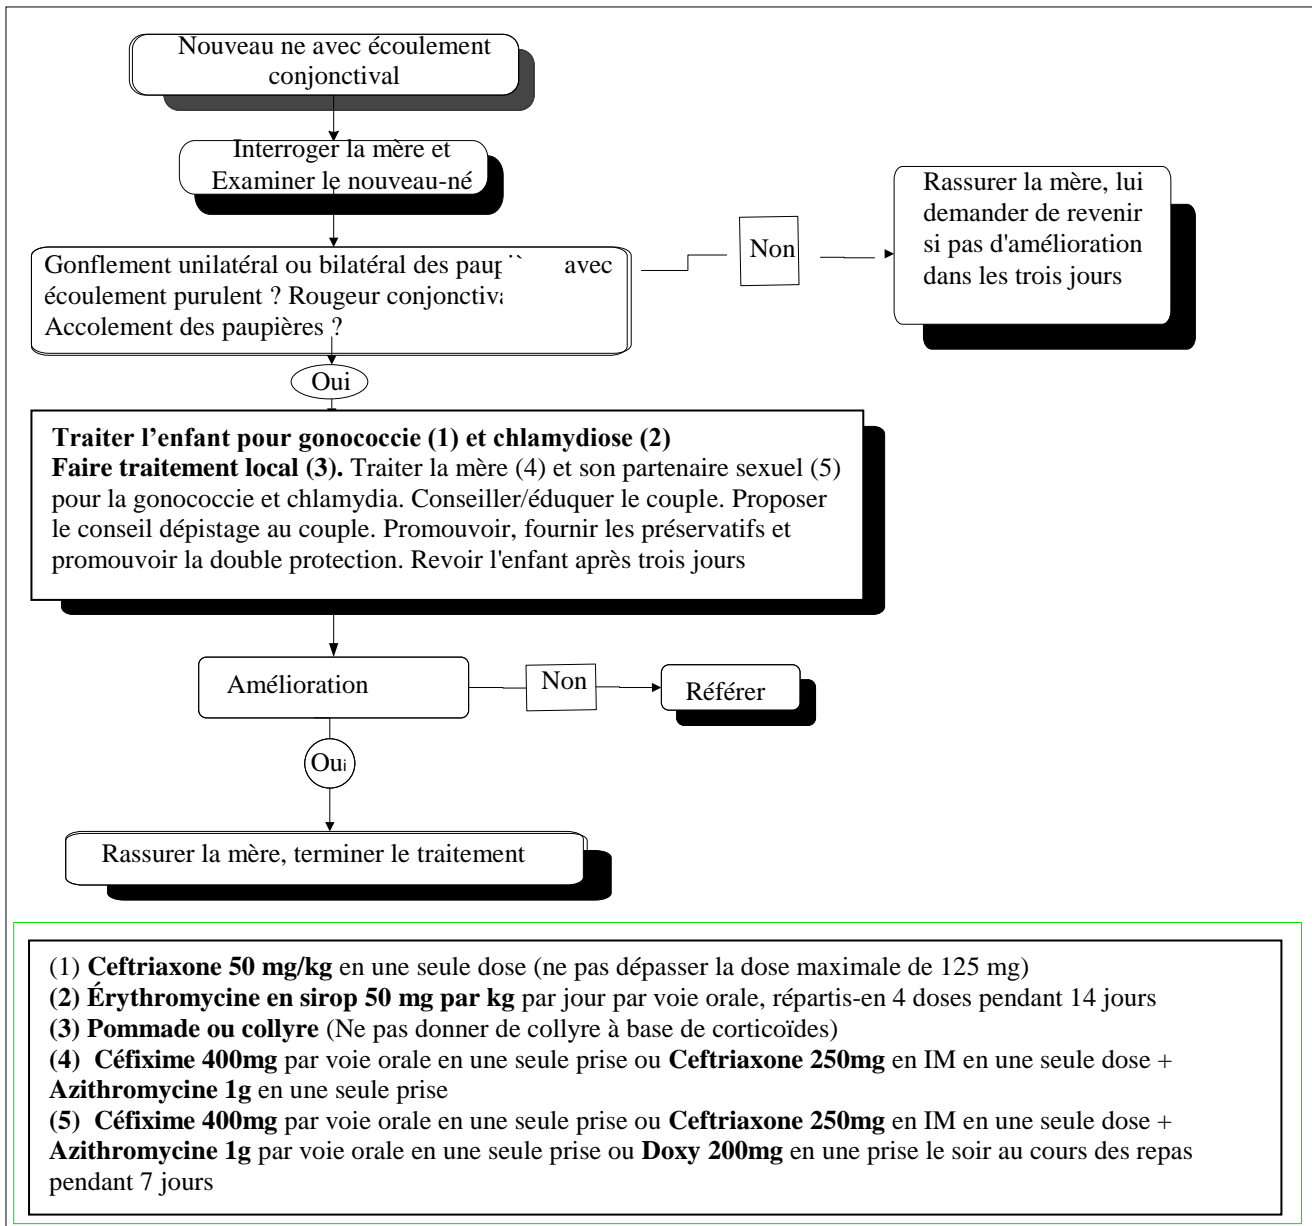 Nouveau ne avec écoulement
conjonctival
Interroger la mère et
Examiner le nouveau-né
Gonflement unilatéral ou bilatéral des avec
écoulement purulent ? Rougeur
Accolement des paupières ?
Non
Rassurer la mère, lui
demander de revenir
si pas d'amélioration
dans les trois jours
Oui
Traiter l’enfant pour gonococcie (1) et chlamydiose (2)
Faire traitement local (3). Traiter la mère (4) et son partenaire sexuel (5)
pour la gonococcie et chlamydia. Conseiller/éduquer le couple. Proposer
le conseil dépistage au couple. Promouvoir, fournir les préservatifs et
promouvoir la double protection. Revoir l'enfant après trois jours
Amélioration
Non
Référer
Oui
Rassurer la mère, terminer le traitement
(1) Ceftriaxone 50 mg/kg en une seule dose (ne pas dépasser la dose maximale de 125 mg)
(2) Érythromycine en sirop 50 mg par kg par jour par voie orale, répartis-en 4 doses pendant 14 jours
(3) Pommade ou collyre (Ne pas donner de collyre à base de corticoïdes)
(4) Céfixime 400mg par voie orale en une seule prise ou Ceftriaxone 250mg en IM en une seule dose +
Azithromycine 1g en une seule prise
(5) Céfixime 400mg par voie orale en une seule prise ou Ceftriaxone 250mg en IM en une seule dose +
Azithromycine 1g par voie orale en une seule prise ou Doxy 200mg en une prise le soir au cours des repas
pendant 7 jours